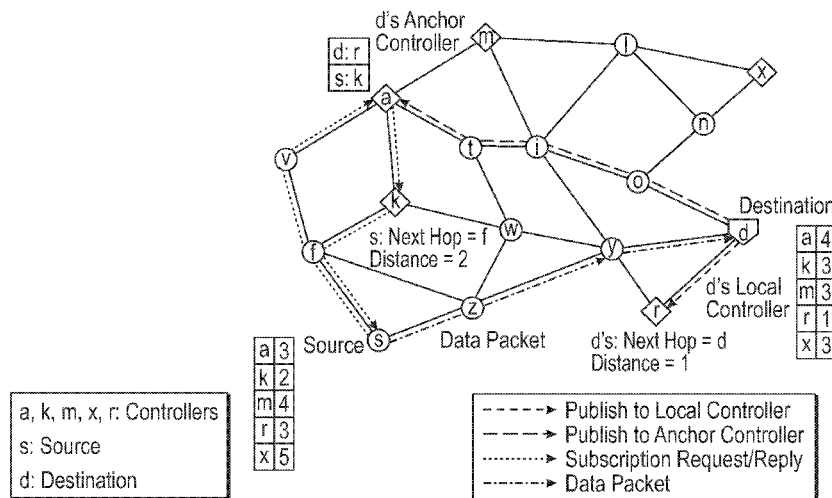 d's Anchor
Controller
m
l
x
d: r
s: k
a
n
v
t
i
o
k
s: Next Hop = f
Distance = 2
w
Destination
d
f
y
a 4
k 3
m 3
r 1
x 3
d's Local
Controller
r
z
s
Source
Data Packet
d's: Next Hop = d
Distance = 1
a 3
k 2
m 4
r 3
x 5
a, k, m, x, r: Controllers
s: Source
d: Destination
Publish to Local Controller
Publish to Anchor Controller
Subscription Request/Reply
Data Packet